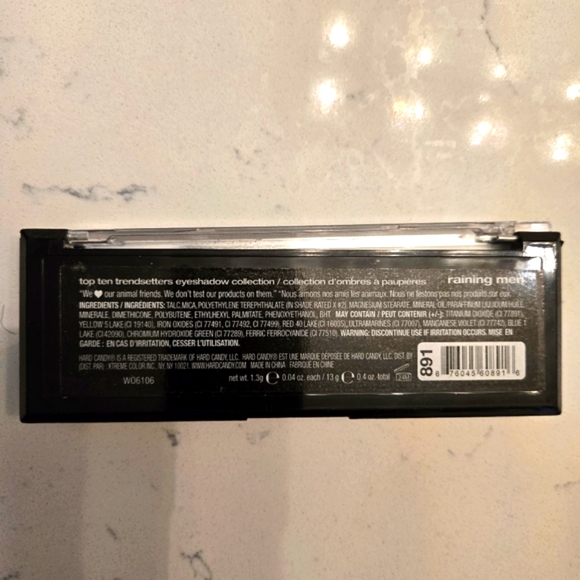 top ten trendsetters eyeshadow collection / collection d'ombres à paupières raining men
"We ♥ our animal friends. We don't test our products on them." "Nous aimons nos amis les animaux. Nous ne testons pas nos produits sur eux.
INGREDIENTS / INGRÉDIENTS: TALC, MICA, POLYETHYLENE TEREPHTHALATE (IN SHADE RATED X #2), MAGNESIUM STEARATE, MINERAL OIL/PARAFFINUM LIQUIDUM/HUILE
MINERALE, DIMETHICONE, POLYBUTENE, ETHYLHEXYL PALMITATE, PHENOXYETHANOL, BHT. MAY CONTAIN / PEUT CONTENIR (+/-): TITANIUM DIOXIDE (CI 77891),
YELLOW 5 LAKE (CI 19140), IRON OXIDES (CI 77491, CI 77492, CI 77499), RED 40 LAKE (CI 16035), ULTRAMARINES (CI 77007), MANGANESE VIOLET (CI 77742), BLUE 1
LAKE (CI 42090), CHROMIUM HYDROXIDE GREEN (CI 77289), FERRIC FERROCYANIDE (CI 77510). WARNING: DISCONTINUE USE IF IRRITATION OCCURS. MISE EN
GARDE : EN CAS D'IRRITATION, CESSER L'UTILISATION.
HARD CANDY® IS A REGISTERED TRADEMARK OF HARD CANDY, LLC. HARD CANDY® EST UNE MARQUE DÉPOSÉE DE HARD CANDY, LLC. DIST. BY
(DIST. PAR) : XTREME COLOR INC., NY, NY 10021. WWW.HARDCANDY.COM MADE IN CHINA FABRIQUÉ EN CHINE
W06106 net wt. 1.3g ℮ 0.04 oz. each / 13 g ℮ 0.4 oz. total 24M
891
6 76045 60891 6